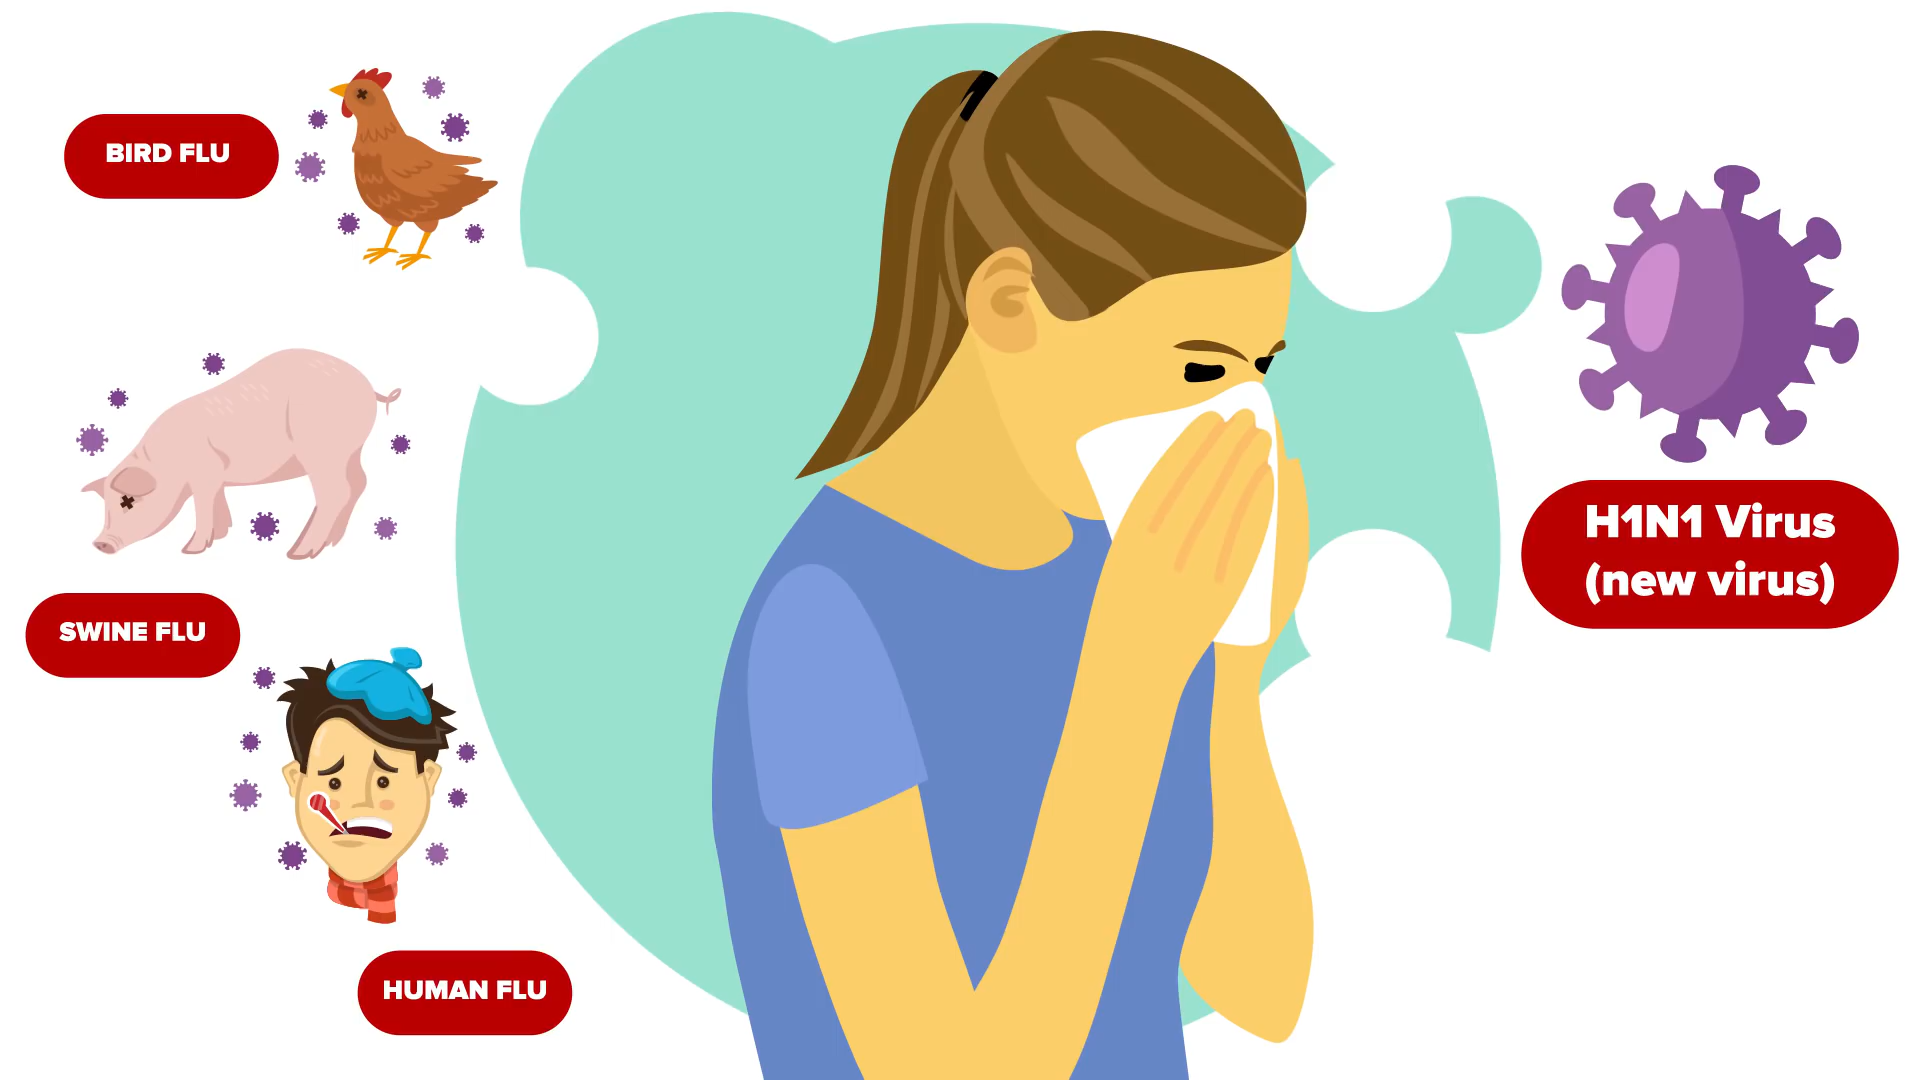 BIRD FLU
SWINE FLU
HUMAN FLU
H1N1 Virus
(new virus)